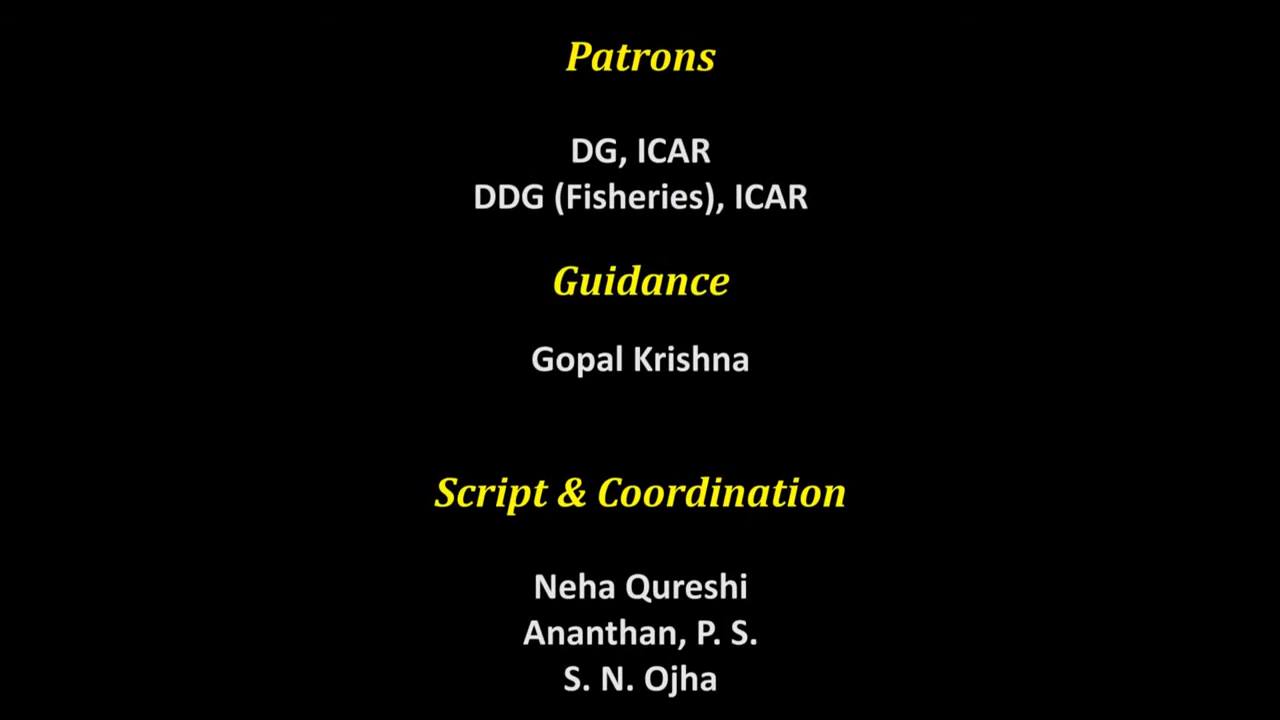 Patrons
DG, ICAR
DDG (Fisheries), ICAR
Guidance
Gopal Krishna
Script & Coordination
Neha Qureshi
Ananthan, P. S.
S. N. Ojha